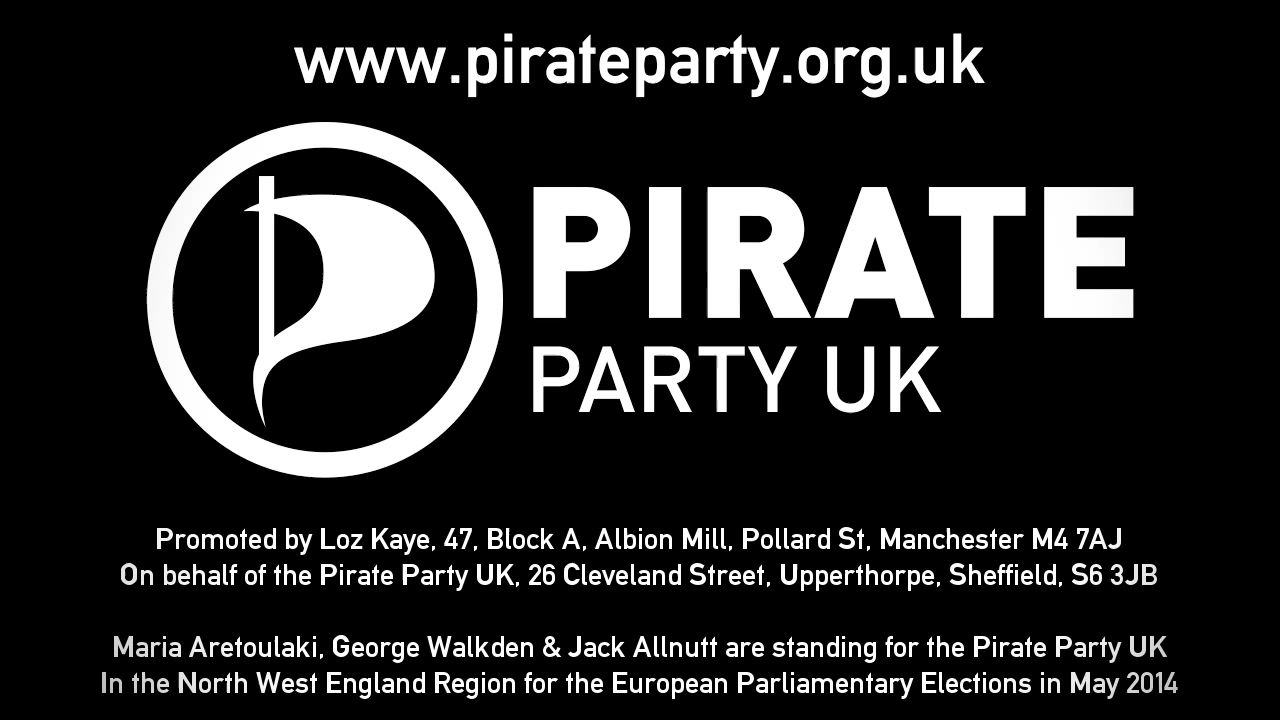 www.pirateparty.org.uk
PIRATE
PARTY UK
Promoted by Loz Kaye, 47, Block A, Albion Mill, Pollard St, Manchester M4 7AJ
On behalf of the Pirate Party UK, 26 Cleveland Street, Upperthorpe, Sheffield, S6 3JB
Maria Aretoulaki, George Walkden & Jack Allnutt are standing for the Pirate Party UK
In the North West England Region for the European Parliamentary Elections in May 2014